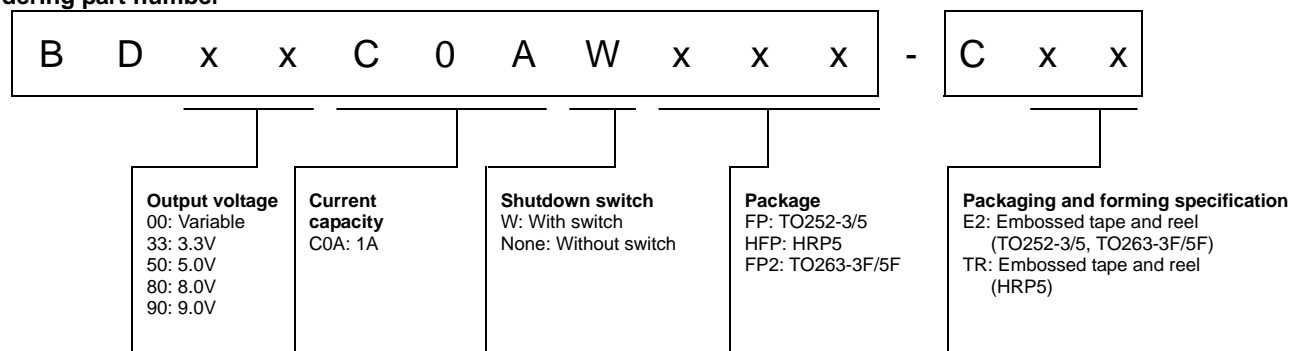 dering part number
B D x x C 0 A W x x x - C x x
Output voltage
00: Variable
33: 3.3V
50: 5.0V
80: 8.0V
90: 9.0V
Current
capacity
C0A: 1A
Shutdown switch
W: With switch
None: Without switch
Package
FP: TO252-3/5
HFP: HRP5
FP2: TO263-3F/5F
Packaging and forming specification
E2: Embossed tape and reel
(TO252-3/5, TO263-3F/5F)
TR: Embossed tape and reel
(HRP5)